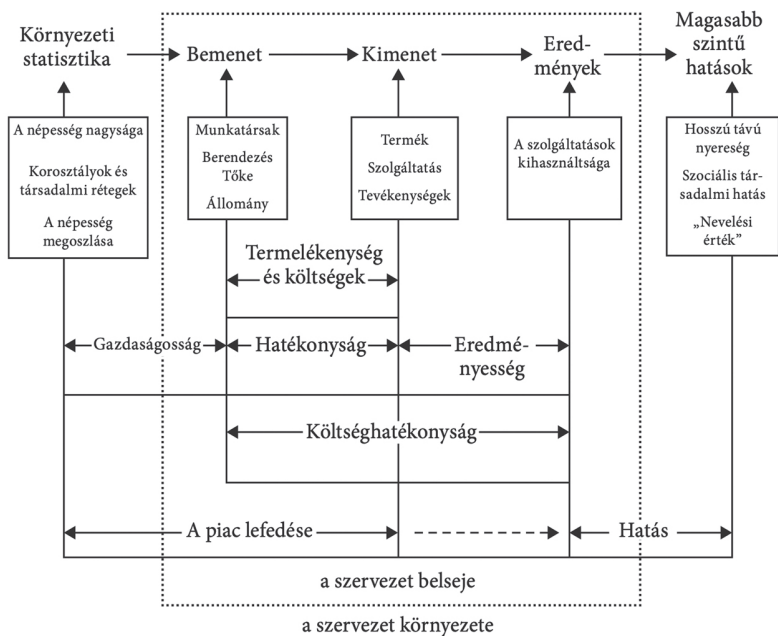 Környezeti
statisztika
Bemenet
Kimenet
Ered-
mények
Magasabb
szintű
hatások
A népesség nagysága
Korosztályok és
társadalmi rétegek
A népesség
megoszlása
Munkatársak
Berendezés
Tőke
Állomány
Termék
Szolgáltatás
Tevékenységek
A szolgáltatások
kihasználtsága
Hosszú távú
nyereség
Szociális tár-
sadalmi hatás
„Nevelési
érték”
Termelékenység
és költségek
Gazdaságosság
Hatékonyság
Eredmé-
nyesség
Költséghatékonyság
A piac lefedése
Hatás
a szervezet belseje
a szervezet környezete